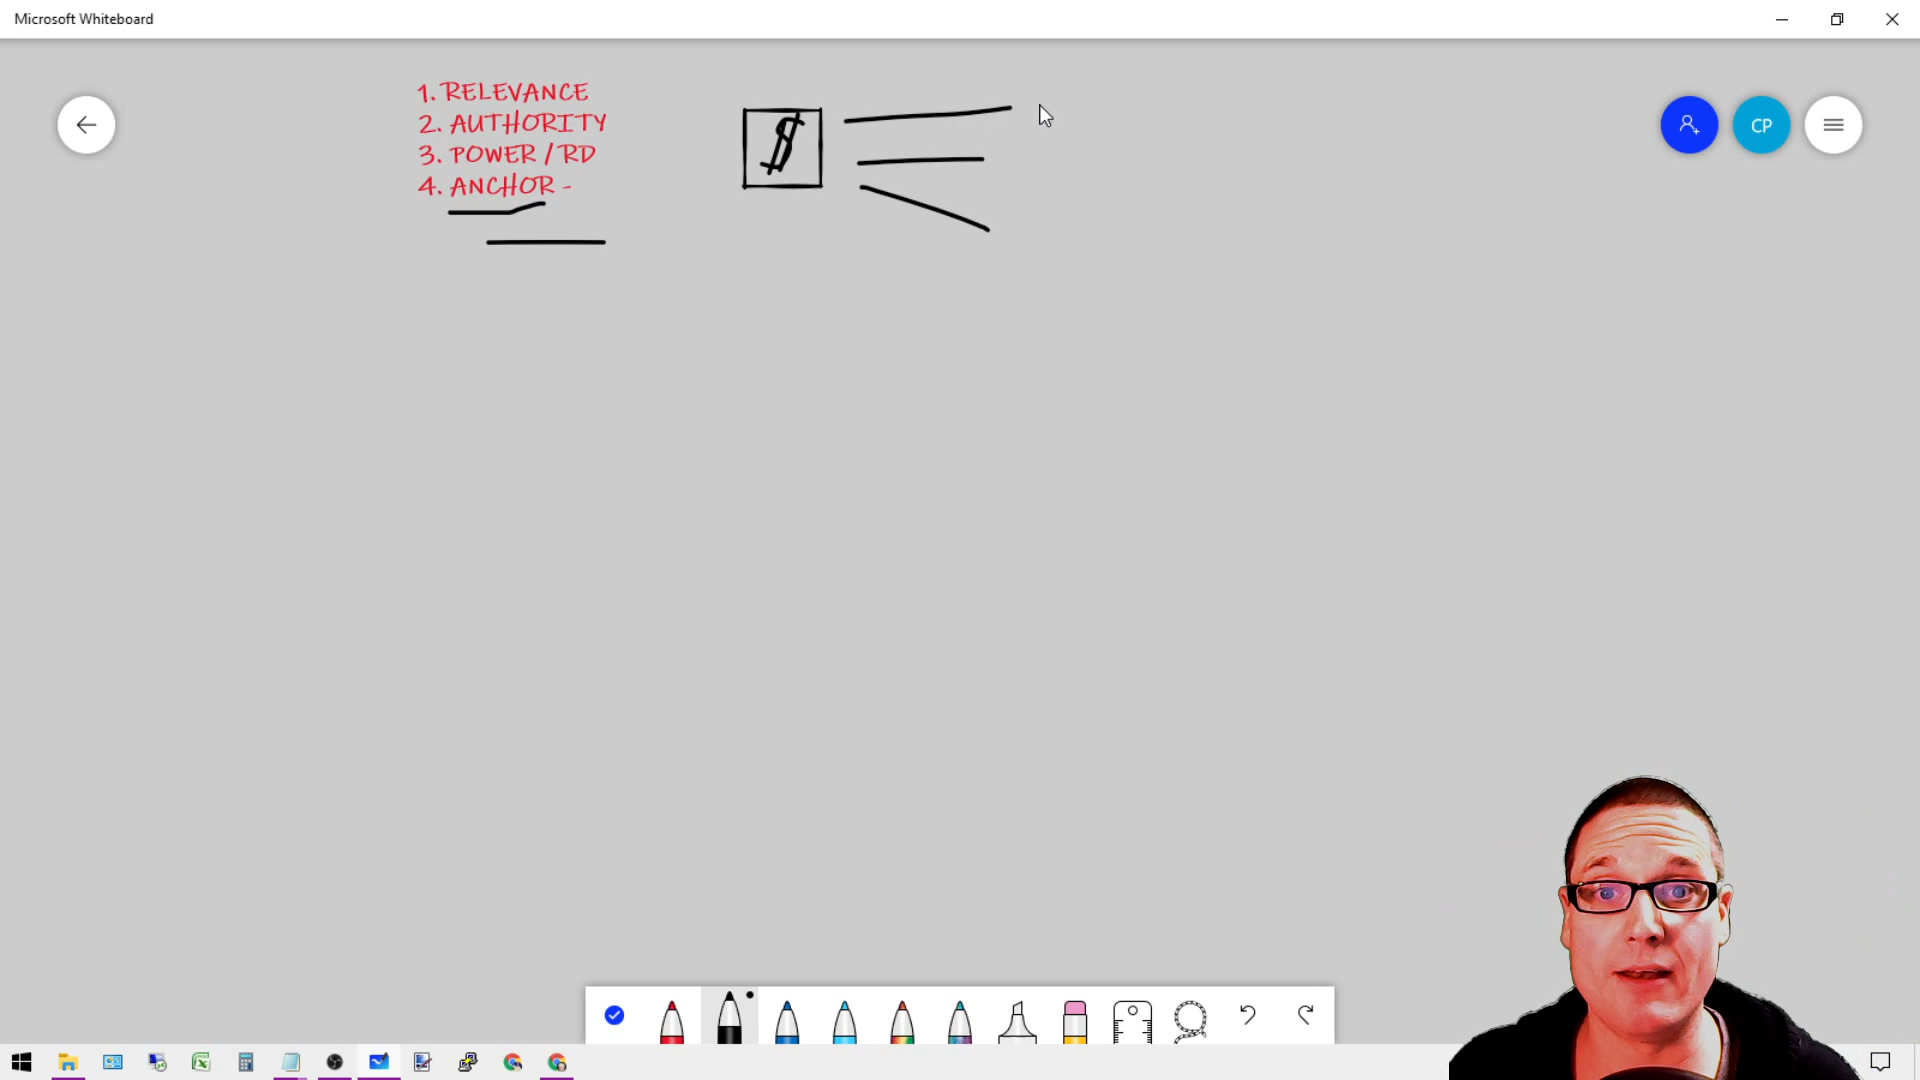 Microsoft Whiteboard
1. RELEVANCE
2. AUTHORITY
3. POWER / RD
4. ANCHOR -
$
CP